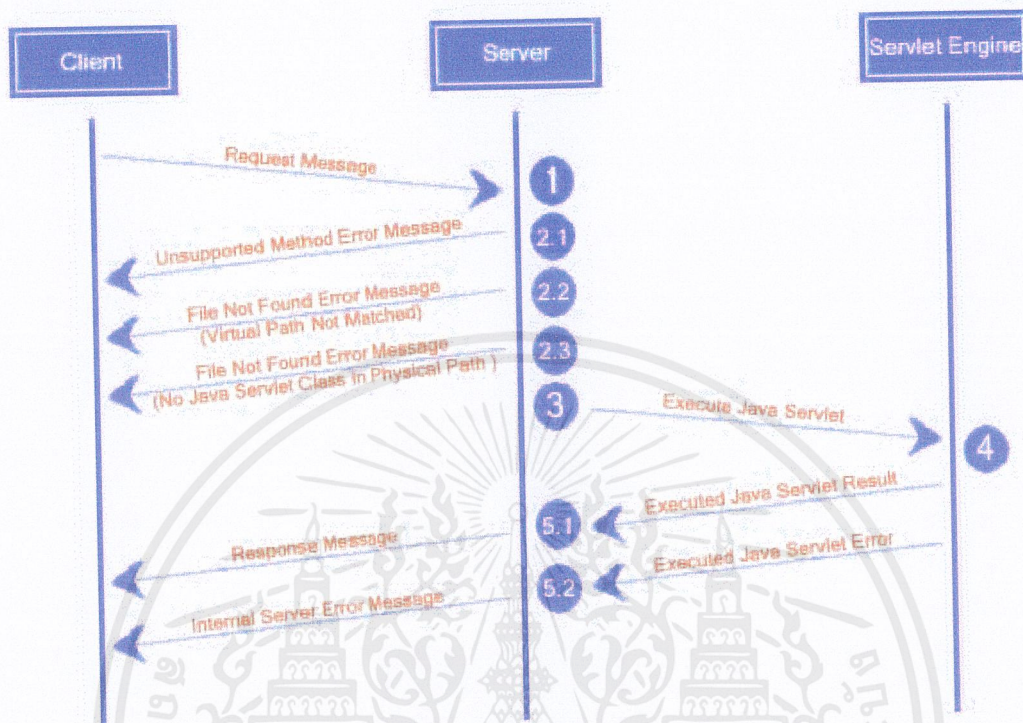 Client
Server
Servlet Engine
Request Message
1
Unsupported Method Error Message
2.1
File Not Found Error Message
(Virtual Path Not Matched)
2.2
File Not Found Error Message
(No Java Servlet Class in Physical Path )
2.3
3
Execute Java Servlet
4
Executed Java Servlet Result
5.1
Response Message
Executed Java Servlet Error
5.2
Internal Server Error Message